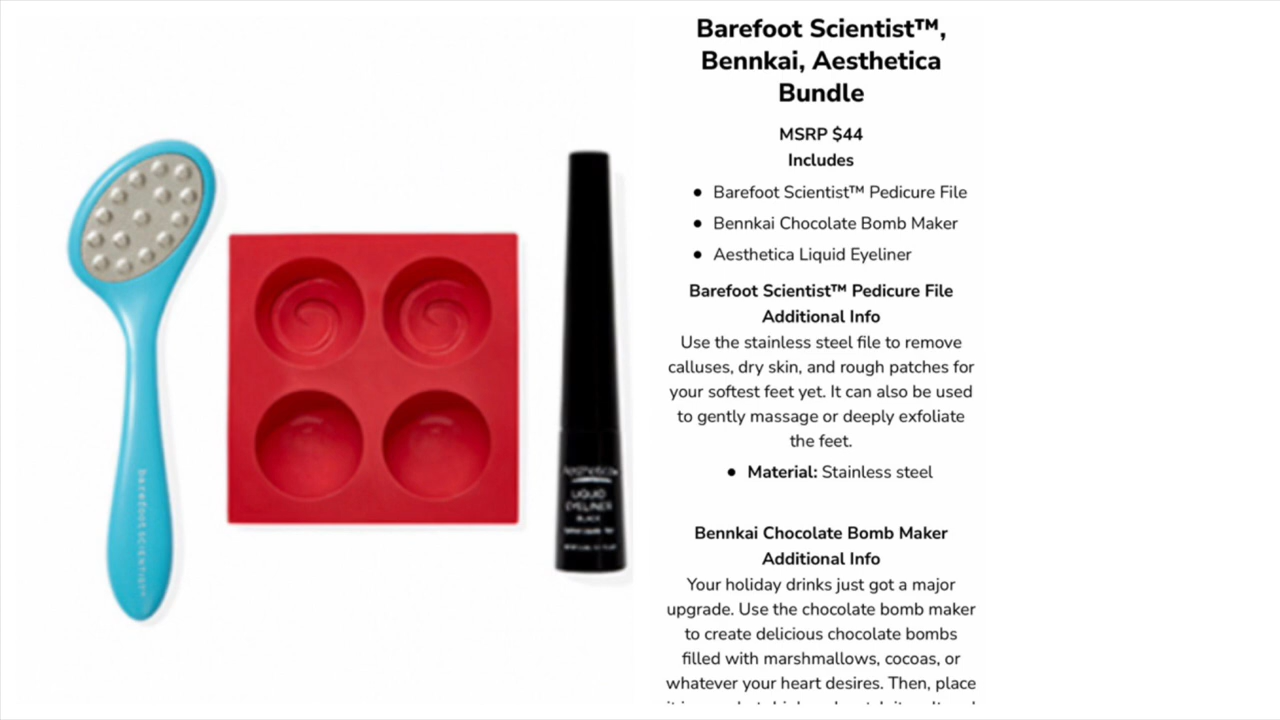 Barefoot Scientist™,
Bennkai, Aesthetica
Bundle
MSRP $44
Includes
● Barefoot Scientist™ Pedicure File
● Bennkai Chocolate Bomb Maker
● Aesthetica Liquid Eyeliner
Barefoot Scientist™ Pedicure File
Additional Info
Use the stainless steel file to remove
calluses, dry skin, and rough patches for
your softest feet yet. It can also be used
to gently massage or deeply exfoliate
the feet.
● Material: Stainless steel
Bennkai Chocolate Bomb Maker
Additional Info
Your holiday drinks just got a major
upgrade. Use the chocolate bomb maker
to create delicious chocolate bombs
filled with marshmallows, cocoas, or
whatever your heart desires. Then, place
barefoot SCIENTIST™
Aesthetica
LIQUID
EYELINER
BLACK